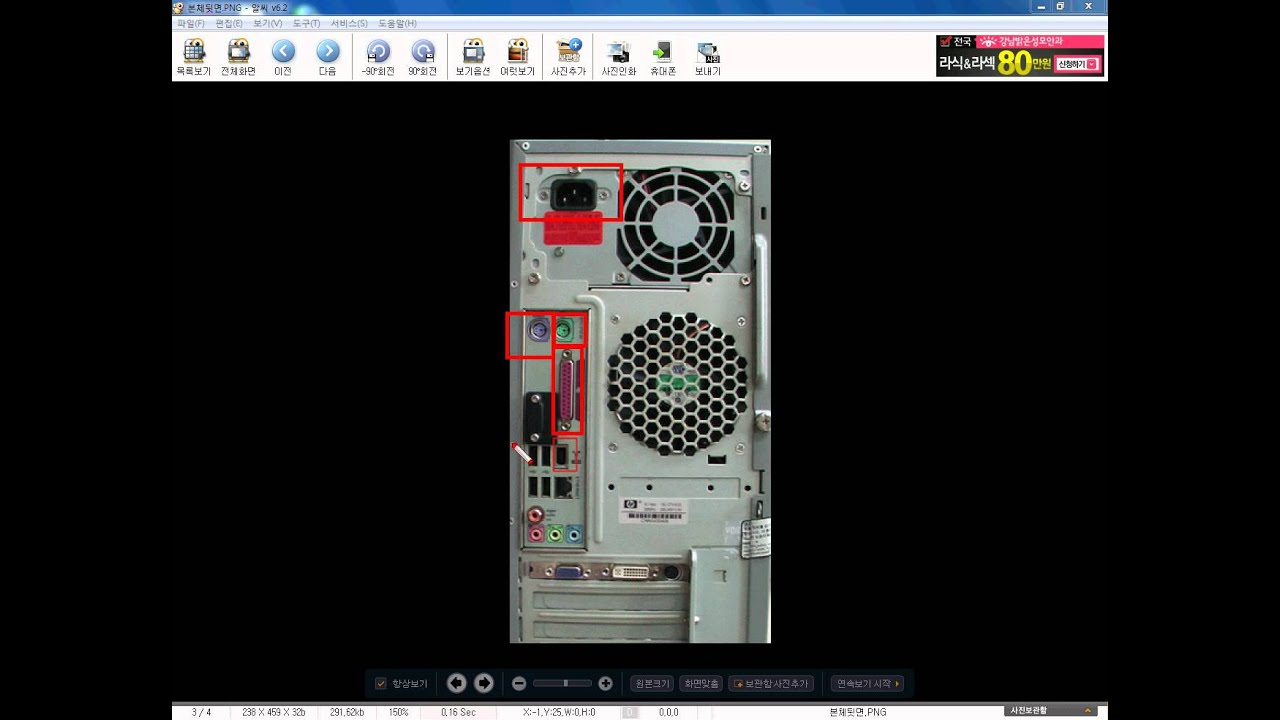 본체뒷면.PNG - 알씨 v6.2
파일(F) 편집(E) 보기(V) 도구(T) 서비스(S) 도움말(H)
목록보기 전체화면 이전 다음 -90°회전 90°회전 보기옵션 여럿보기 사진추가 사진인화 휴대폰 보내기
전국 강남밝은성모안과
라식&라섹 80만원 신청하기
hp
항상보기 원본크기 화면맞춤 보관함사진추가 연속보기 시작
3 / 4 238 X 459 X 32b 291,62kb 150% 0,16 Sec X:-1,Y:25,W:0,H:0 0,0,0 본체뒷면.PNG 사진보관함